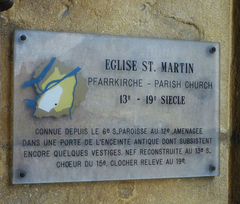 EGLISE ST. MARTIN
PFARRKIRCHE - PARISH CHURCH
13e - 19e SIECLE
CONNUE DEPUIS LE 6e S. PAROISSE AU 12e, AMENAGEE
DANS UNE PORTE DE L'ENCEINTE ANTIQUE DONT SUBSISTENT
ENCORE QUELQUES VESTIGES. NEF RECONSTRUITE AU 13e S.
CHŒUR DU 15e, CLOCHER RELEVE AU 19e.